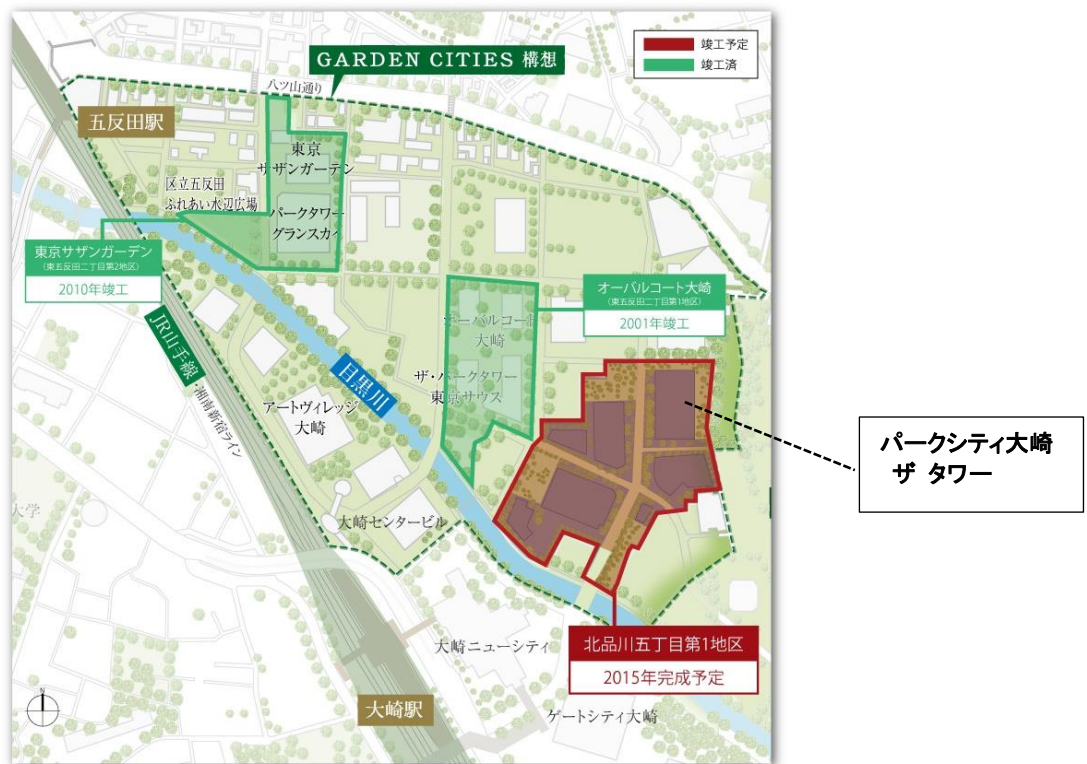 GARDEN CITIES 構想
竣工予定
竣工済
八ツ山通り
五反田駅
東京
サザンガーデン
区立五反田
ふれあい水辺広場
パークタワー
グランスカイ
東京サザンガーデン
(東五反田二丁目第2地区)
2010年竣工
オーバルコート大崎
(東五反田二丁目第1地区)
2001年竣工
オーバルコート
大崎
JR山手線
・湘南新宿ライン
目黒川
ザ・パークタワー
東京サウス
アートヴィレッジ
大崎
パークシティ大崎
ザ タワー
大学
大崎センタービル
北品川五丁目第1地区
2015年完成予定
大崎ニューシティ
大崎駅
ゲートシティ大崎
N